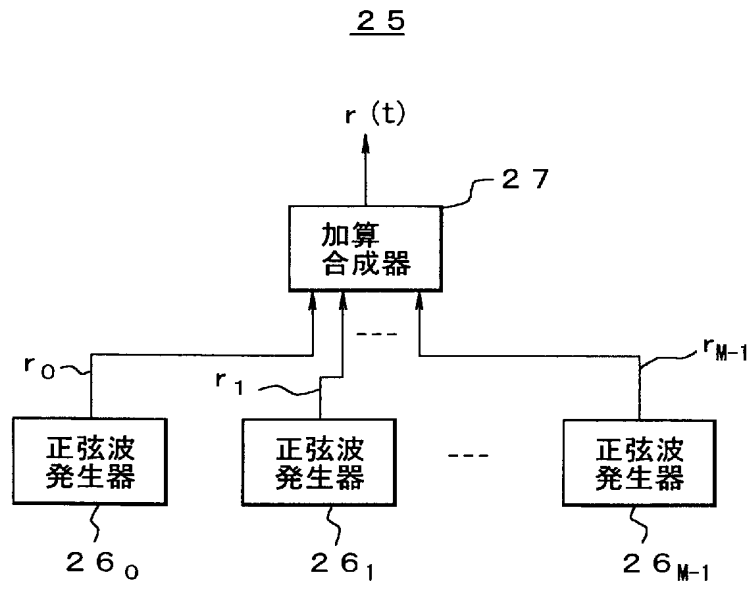 25
r(t)
27
加算
合成器
---
r0
r1
rM-1
正弦波
発生器
正弦波
発生器
---
正弦波
発生器
260
261
26M-1